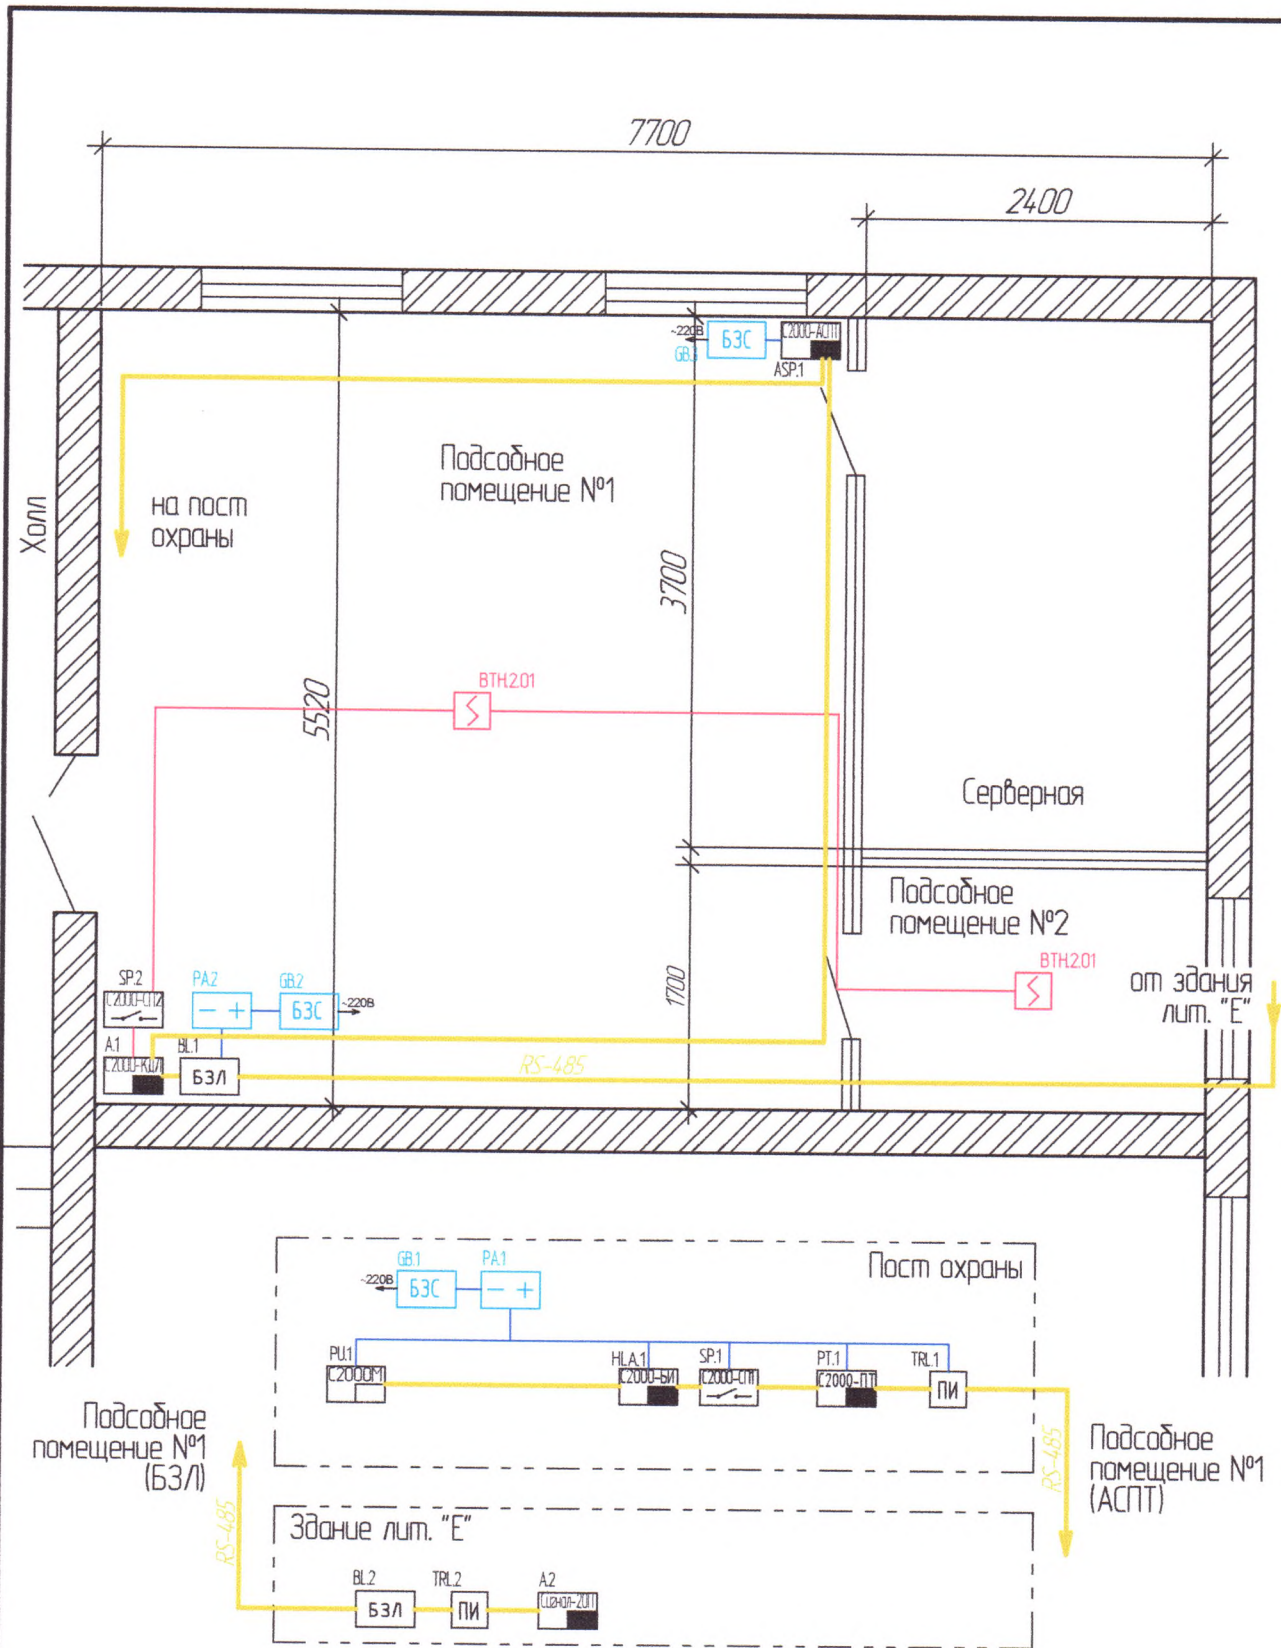 7700
2400
~220В
БЗС
С2000-АСПТ
GB.3
ASP.1
Подсобное
помещение №1
Холл
на пост
охраны
3700
5520
BTH.2.01
Серверная
Подсобное
помещение №2
BTH.2.01
от здания
лит. "Е"
1700
SP.2
PA.2
GB.2
С2000-СП2
- +
БЗС
~220В
A.1
BL.1
С2000-КДЛ
БЗЛ
RS-485
GB.1
PA.1
Пост охраны
~220В
БЗС
- +
PU.1
HLA.1
SP.1
PT.1
TRL.1
С2000М
С2000-БИ
С2000-СП1
С2000-ПТ
ПИ
Подсобное
помещение №1
(БЗЛ)
RS-485
RS-485
Подсобное
помещение №1
(АСПТ)
Здание лит. "Е"
BL.2
TRL.2
A.2
БЗЛ
ПИ
Сигнал-20П